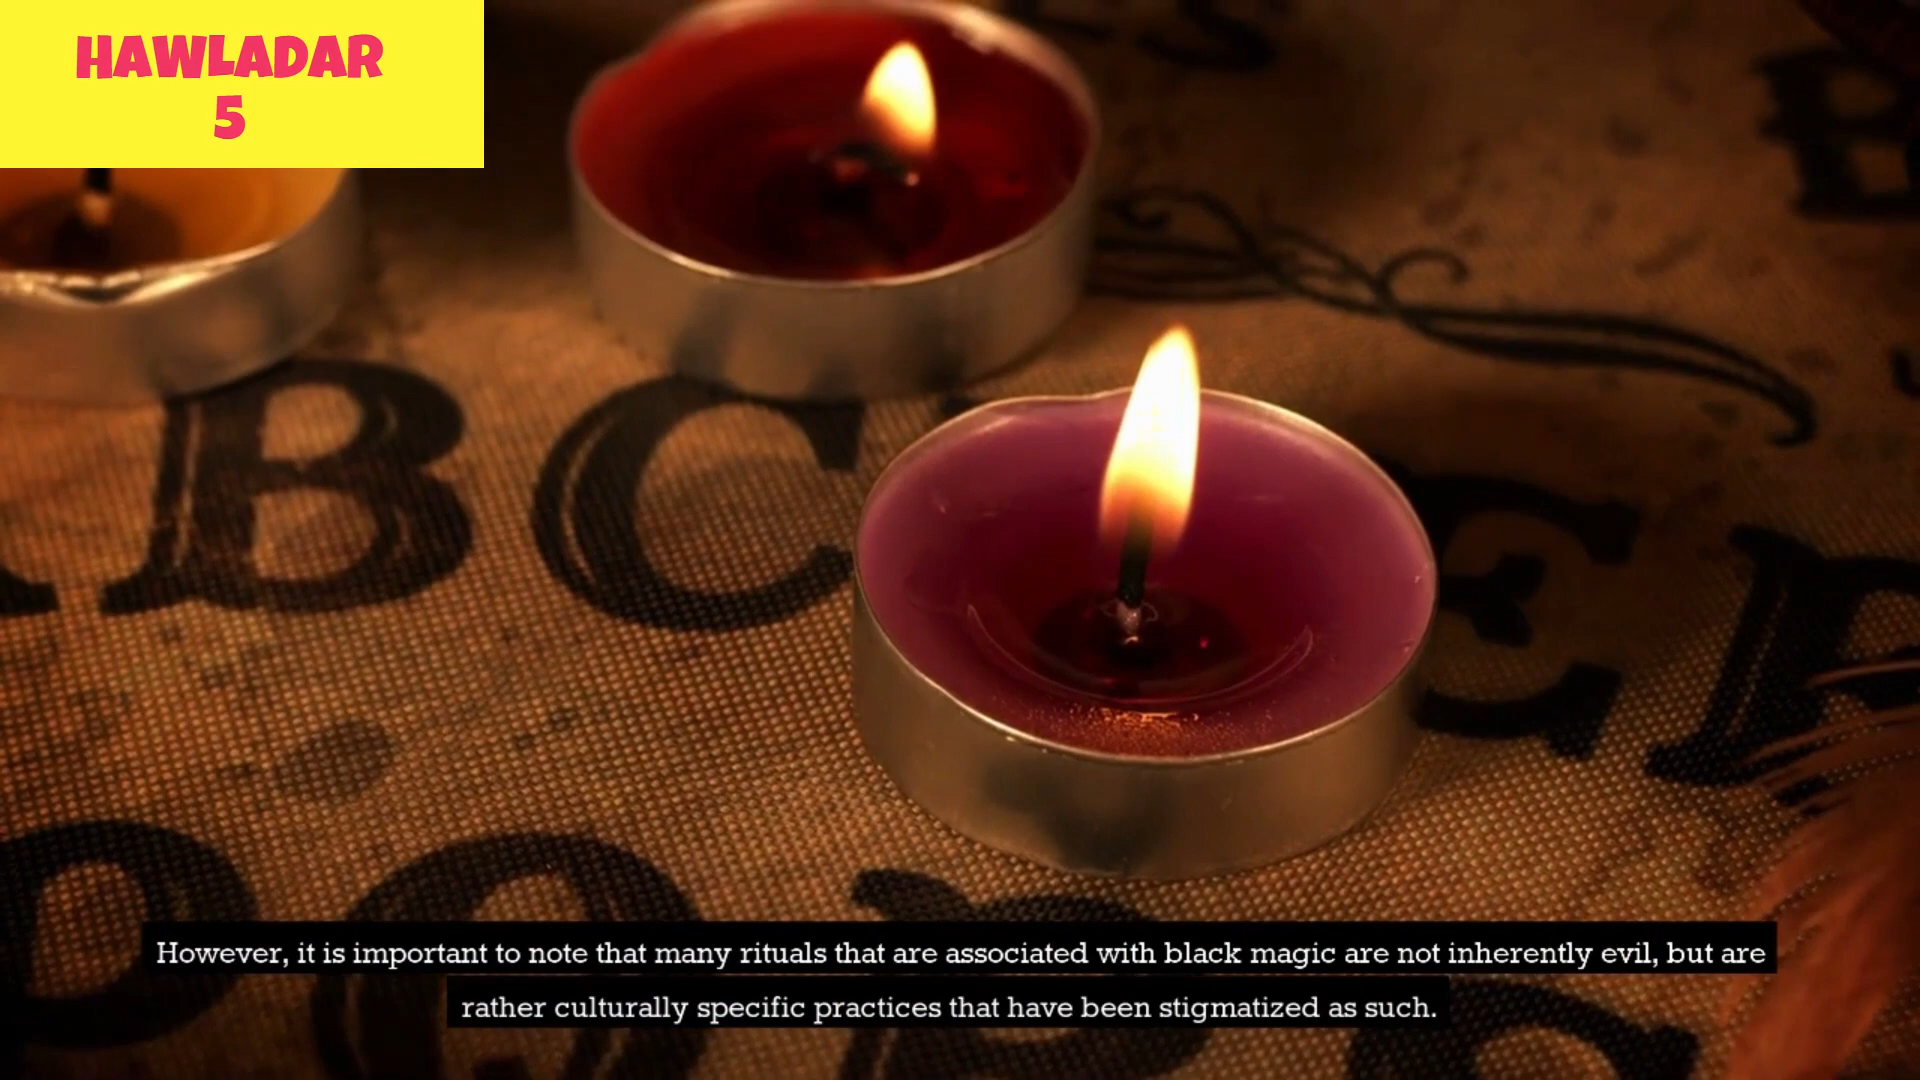 HAWLADAR
5
B C E
However, it is important to note that many rituals that are associated with black magic are not inherently evil, but are
rather culturally specific practices that have been stigmatized as such.